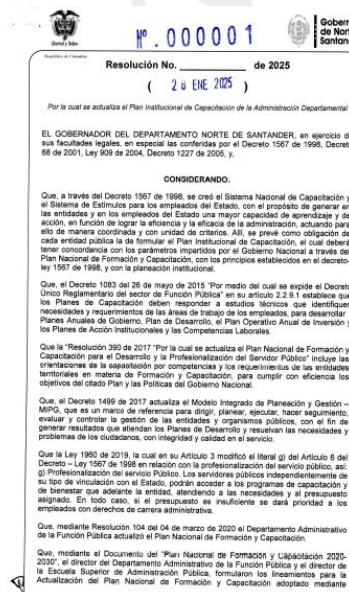 Libertad y Orden
Gobern
de Nort
Santan
Nº.000001
República de Colombia
Resolución No. __________ de 2025
( 28 ENE 2025 )
Por la cual se actualiza el Plan Institucional de Capacitación de la Administración Departamental
EL GOBERNADOR DEL DEPARTAMENTO NORTE DE SANTANDER, en ejercicio d
sus facultades legales, en especial las conferidas por el Decreto 1567 de 1998, Decret
68 de 2001, Ley 909 de 2004, Decreto 1227 de 2005, y,
CONSIDERANDO.
Que, a través del Decreto 1567 de 1998, se creó el Sistema Nacional de Capacitación y
el Sistema de Estímulos para los empleados del Estado, con el propósito de generar en
las entidades y en los empleados del Estado una mayor capacidad de aprendizaje y de
acción, en función de lograr la eficiencia y la eficacia de la administración, actuando para
ello de manera coordinada y con unidad de criterios. Allí, se prevé como obligación de
cada entidad pública la de formular el Plan Institucional de Capacitación, el cual deberá
tener concordancia con los parámetros impartidos por el Gobierno Nacional a través del
Plan Nacional de Formación y Capacitación, con los principios establecidos en el decreto-
ley 1567 de 1998, y con la planeación institucional.
Que, el Decreto 1083 del 26 de mayo de 2015 "Por medio del cual se expide el Decreto
Único Reglamentario del sector de Función Pública" en su artículo 2.2.9.1 establece que
los Planes de Capacitación deben responder a estudios técnicos que identifiquen
necesidades y requerimientos de las áreas de trabajo de los empleados, para desarrollar
Planes Anuales de Gobierno, Plan de Desarrollo, el Plan Operativo Anual de Inversión y
los Planes de Acción Institucionales y las Competencias Laborales.
Que la "Resolución 390 de 2017 "Por la cual se actualiza el Plan Nacional de Formación y
Capacitación para el Desarrollo y la Profesionalización del Servidor Público" incluye las
orientaciones de la capacitación por competencias y los requerimientos de las entidades
territoriales en materia de Formación y Capacitación, para cumplir con eficiencia los
objetivos del citado Plan y las Políticas del Gobierno Nacional.
Que, el Decreto 1499 de 2017 actualiza el Modelo Integrado de Planeación y Gestión –
MIPG, que es un marco de referencia para dirigir, planear, ejecutar, hacer seguimiento,
evaluar y controlar la gestión de las entidades y organismos públicos, con el fin de
generar resultados que atiendan los Planes de Desarrollo y resuelvan las necesidades y
problemas de los ciudadanos, con integridad y calidad en el servicio.
Que la Ley 1960 de 2019, la cual en su Artículo 3 modificó el literal g) del Artículo 6 del
Decreto – Ley 1567 de 1998 en relación con la profesionalización del servicio público, así:
g) Profesionalización del servicio Público. Los servidores públicos independientemente de
su tipo de vinculación con el Estado, podrán acceder a los programas de capacitación y
de bienestar que adelante la entidad, atendiendo a las necesidades y al presupuesto
asignado. En todo caso, si el presupuesto es insuficiente se dará prioridad a los
empleados con derechos de carrera administrativa.
Que, mediante Resolución 104 del 04 de marzo de 2020 el Departamento Administrativo
de la Función Pública actualizó el Plan Nacional de Formación y Capacitación.
Que, mediante el Documento del "Plan Nacional de Formación y Capacitación 2020-
2030", el director del Departamento Administrativo de la Función Pública y el director de
la Escuela Superior de Administración Pública, formularon los lineamientos para la
Actualización del Plan Nacional de Formación y Capacitación adoptado mediante